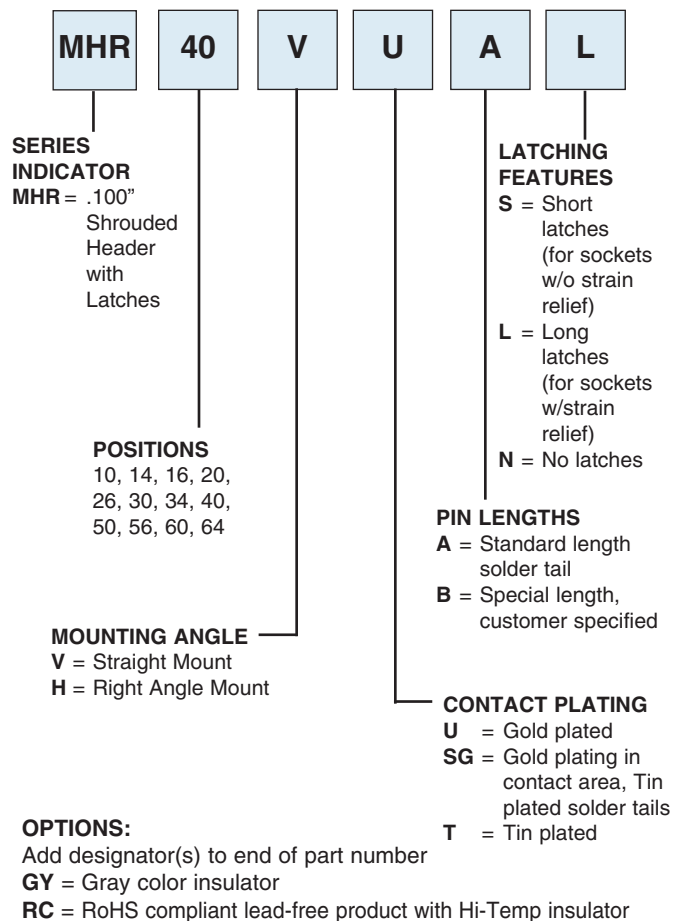 MHR 40 V U A L
SERIES
INDICATOR
MHR = .100”
Shrouded
Header
with
Latches
POSITIONS
10, 14, 16, 20,
26, 30, 34, 40,
50, 56, 60, 64
MOUNTING ANGLE
V = Straight Mount
H = Right Angle Mount
LATCHING
FEATURES
S = Short
latches
(for sockets
w/o strain
relief)
L = Long
latches
(for sockets
w/strain
relief)
N = No latches
PIN LENGTHS
A = Standard length
solder tail
B = Special length,
customer specified
CONTACT PLATING
U = Gold plated
SG = Gold plating in
contact area, Tin
plated solder tails
T = Tin plated
OPTIONS:
Add designator(s) to end of part number
GY = Gray color insulator
RC = RoHS compliant lead-free product with Hi-Temp insulator